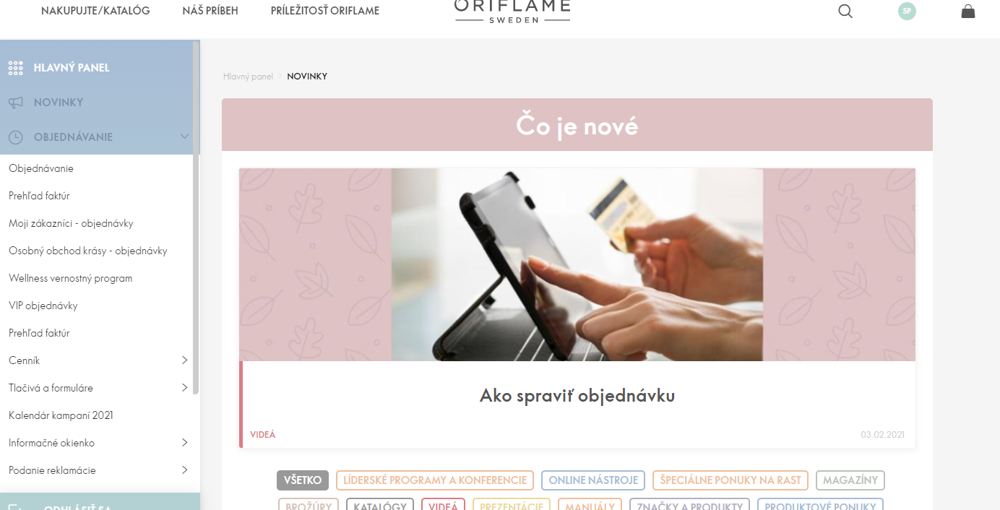 NAKUPUJTE/KATALÓG NÁŠ PRÍBEH PRÍLEŽITOSŤ ORIFLAME
ORIFLAME
SWEDEN
SP
HLAVNÝ PANEL
NOVINKY
OBJEDNÁVANIE
Objednávanie
Prehľad faktúr
Moji zákazníci - objednávky
Osobný obchod krásy - objednávky
Wellness vernostný program
VIP objednávky
Prehľad faktúr
Cenník
Tlačivá a formuláre
Kalendár kampaní 2021
Informačné okienko
Podanie reklamácie
ODHLÁSIŤ SA
Hlavný panel > NOVINKY
Čo je nové
Ako spraviť objednávku
VIDEÁ 03.02.2021
VŠETKO LÍDERSKÉ PROGRAMY A KONFERENCIE ONLINE NÁSTROJE ŠPECIÁLNE PONUKY NA RAST MAGAZÍNY
BROŽÚRY KATALÓGY VIDEÁ PREZENTÁCIE MANUÁLY ZNAČKY A PRODUKTY PRODUKTOVÉ PONUKY